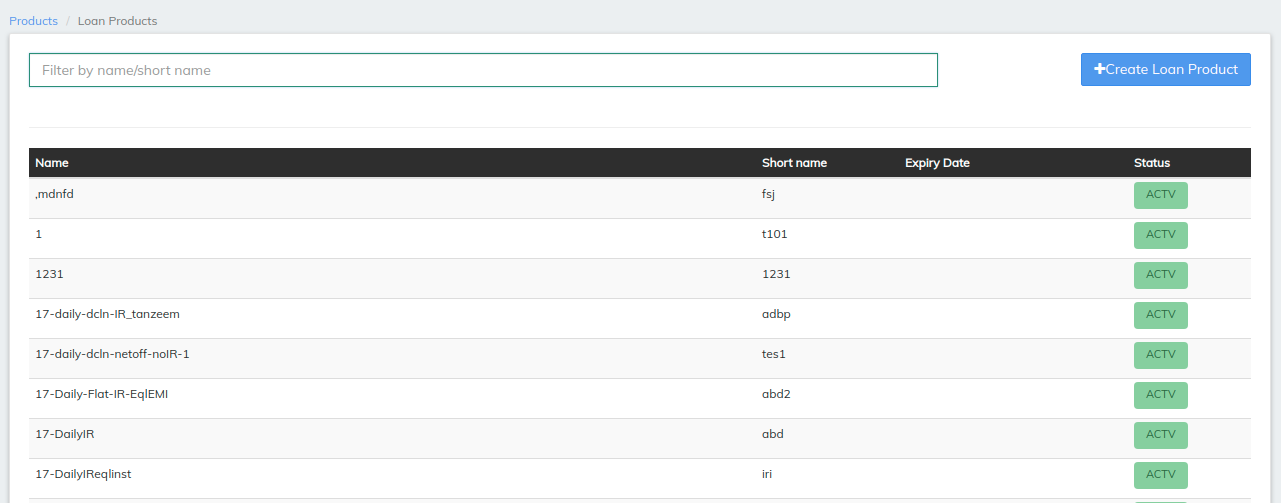 Products / Loan Products
Filter by name/short name
+Create Loan Product
Name Short name Expiry Date Status
,mdnfd fsj ACTV
1 t101 ACTV
1231 1231 ACTV
17-daily-dcln-IR_tanzeem adbp ACTV
17-daily-dcln-netoff-noIR-1 tes1 ACTV
17-Daily-Flat-IR-EqlEMI abd2 ACTV
17-DailyIR abd ACTV
17-DailyIReqlinst iri ACTV